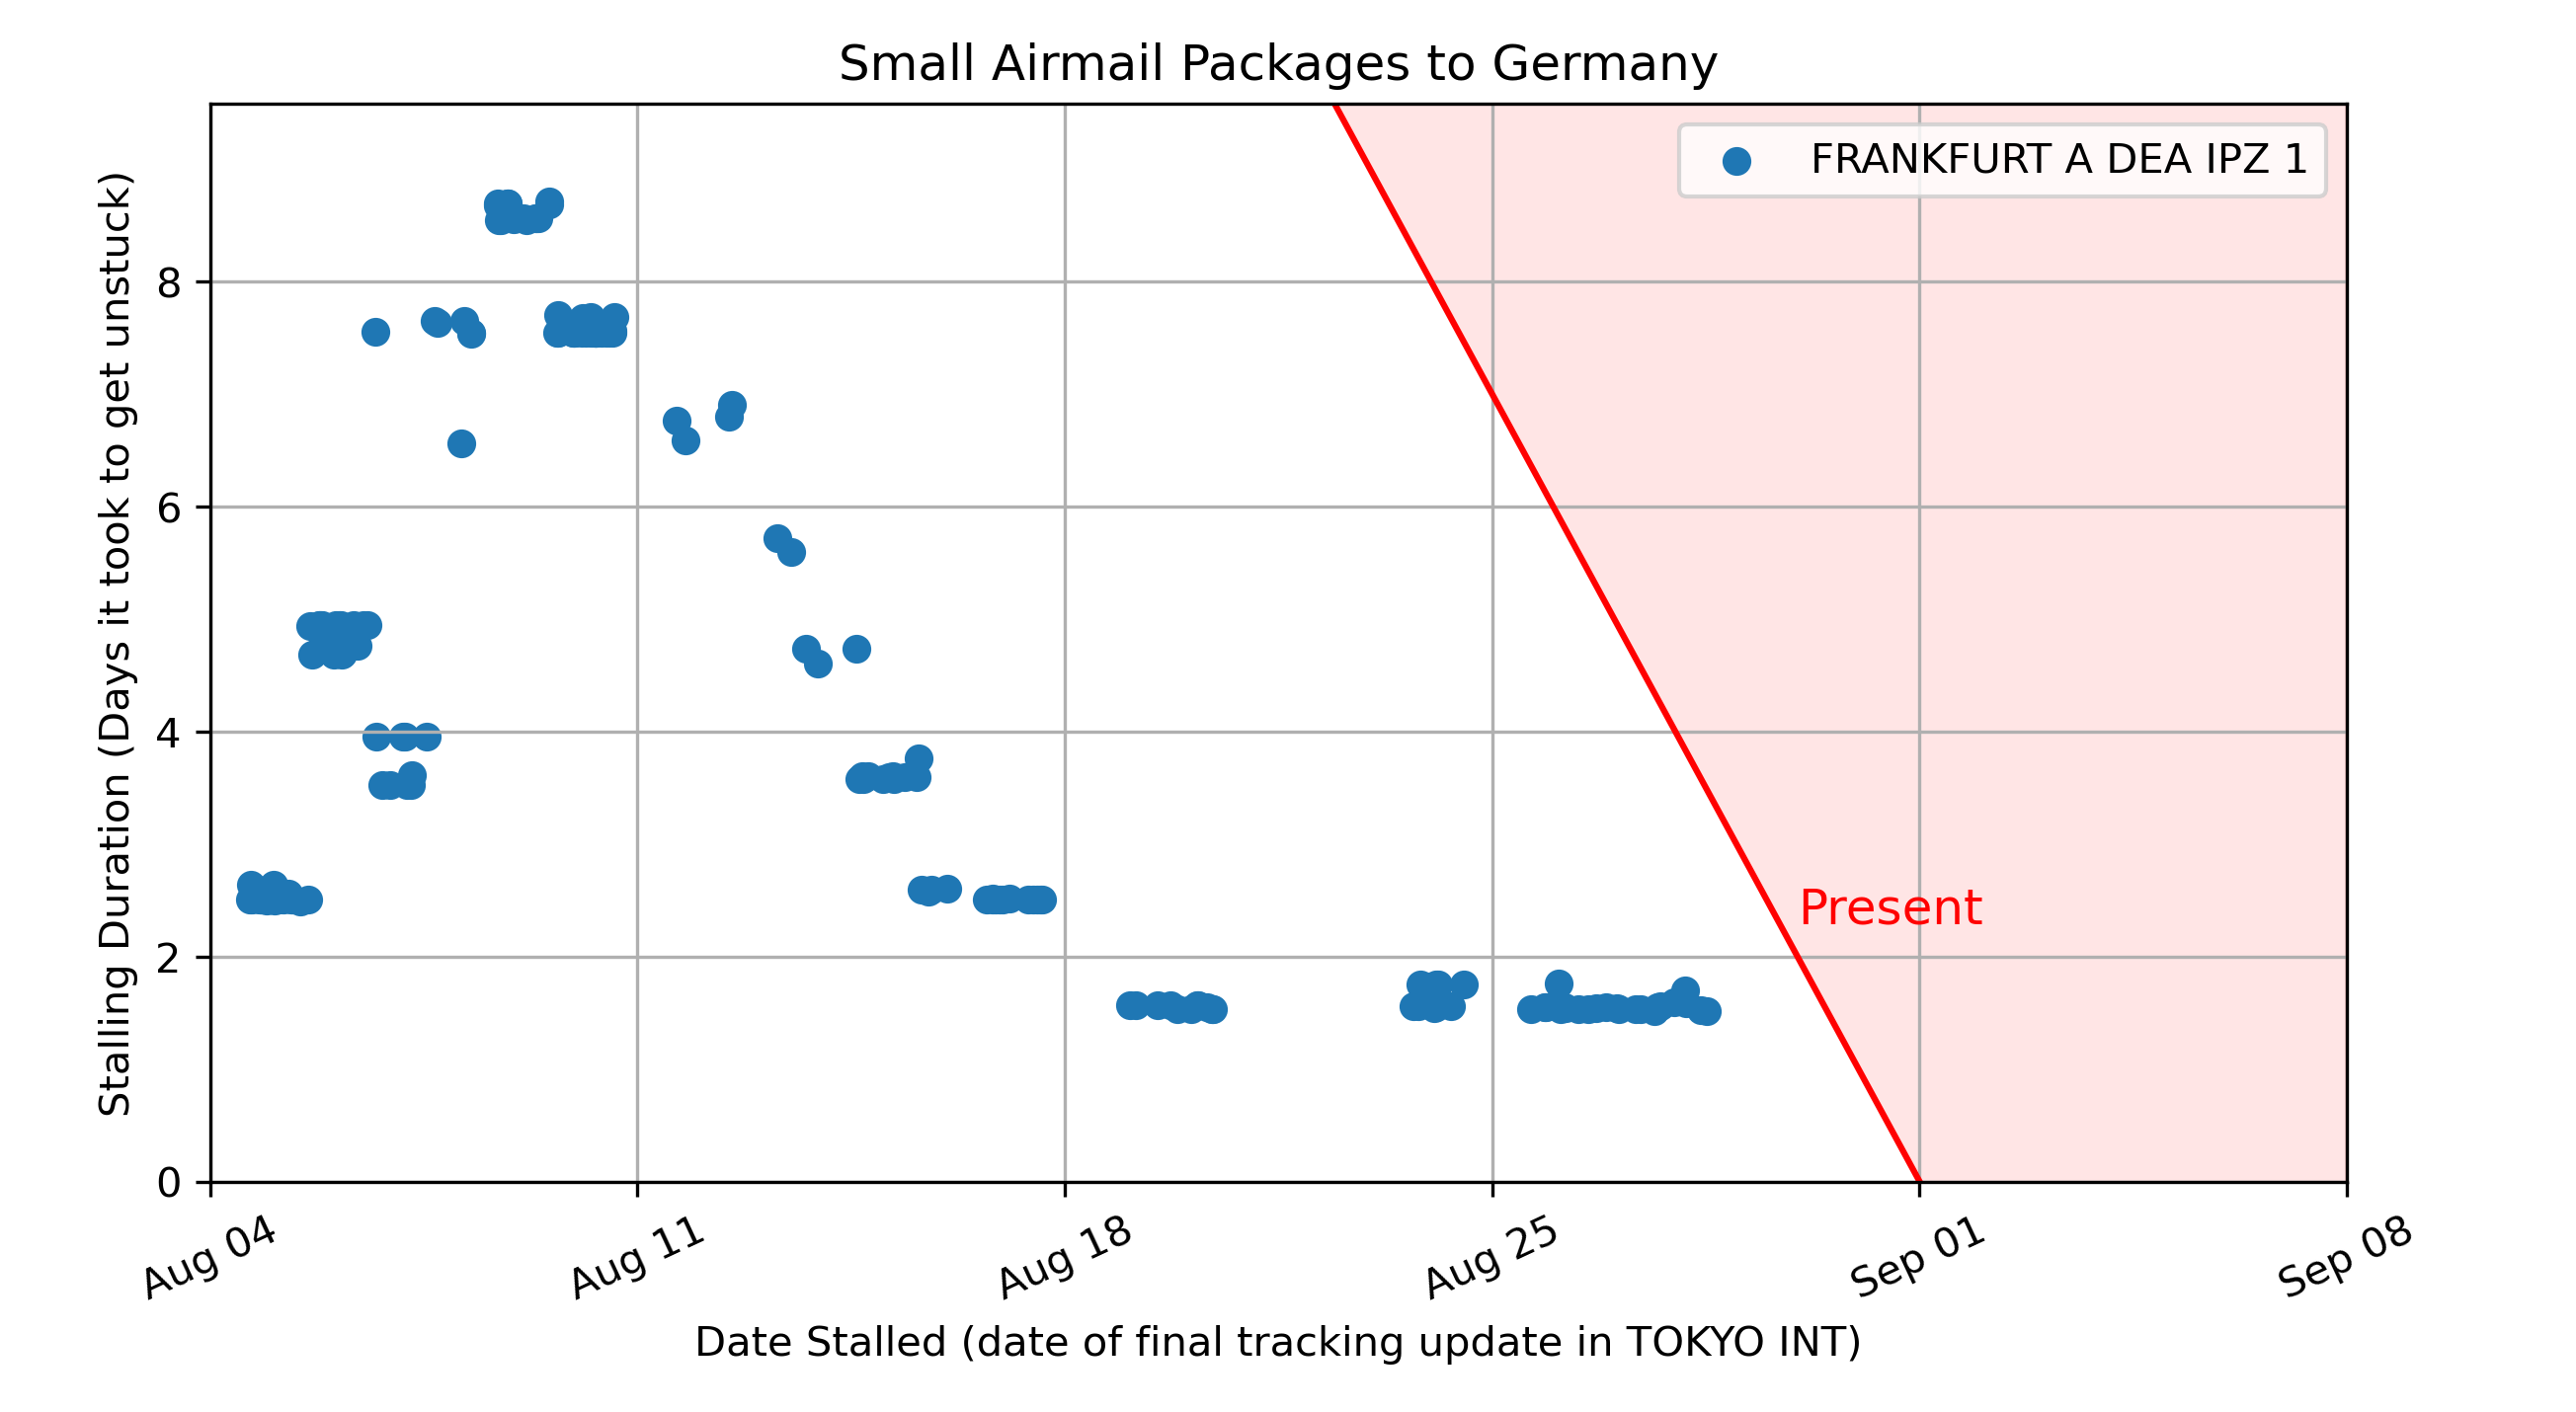 Small Airmail Packages to Germany
FRANKFURT A DEA IPZ 1
Stalling Duration (Days it took to get unstuck)
8
6
4
2
0
Present
Aug 04
Aug 11
Aug 18
Aug 25
Sep 01
Sep 08
Date Stalled (date of final tracking update in TOKYO INT)